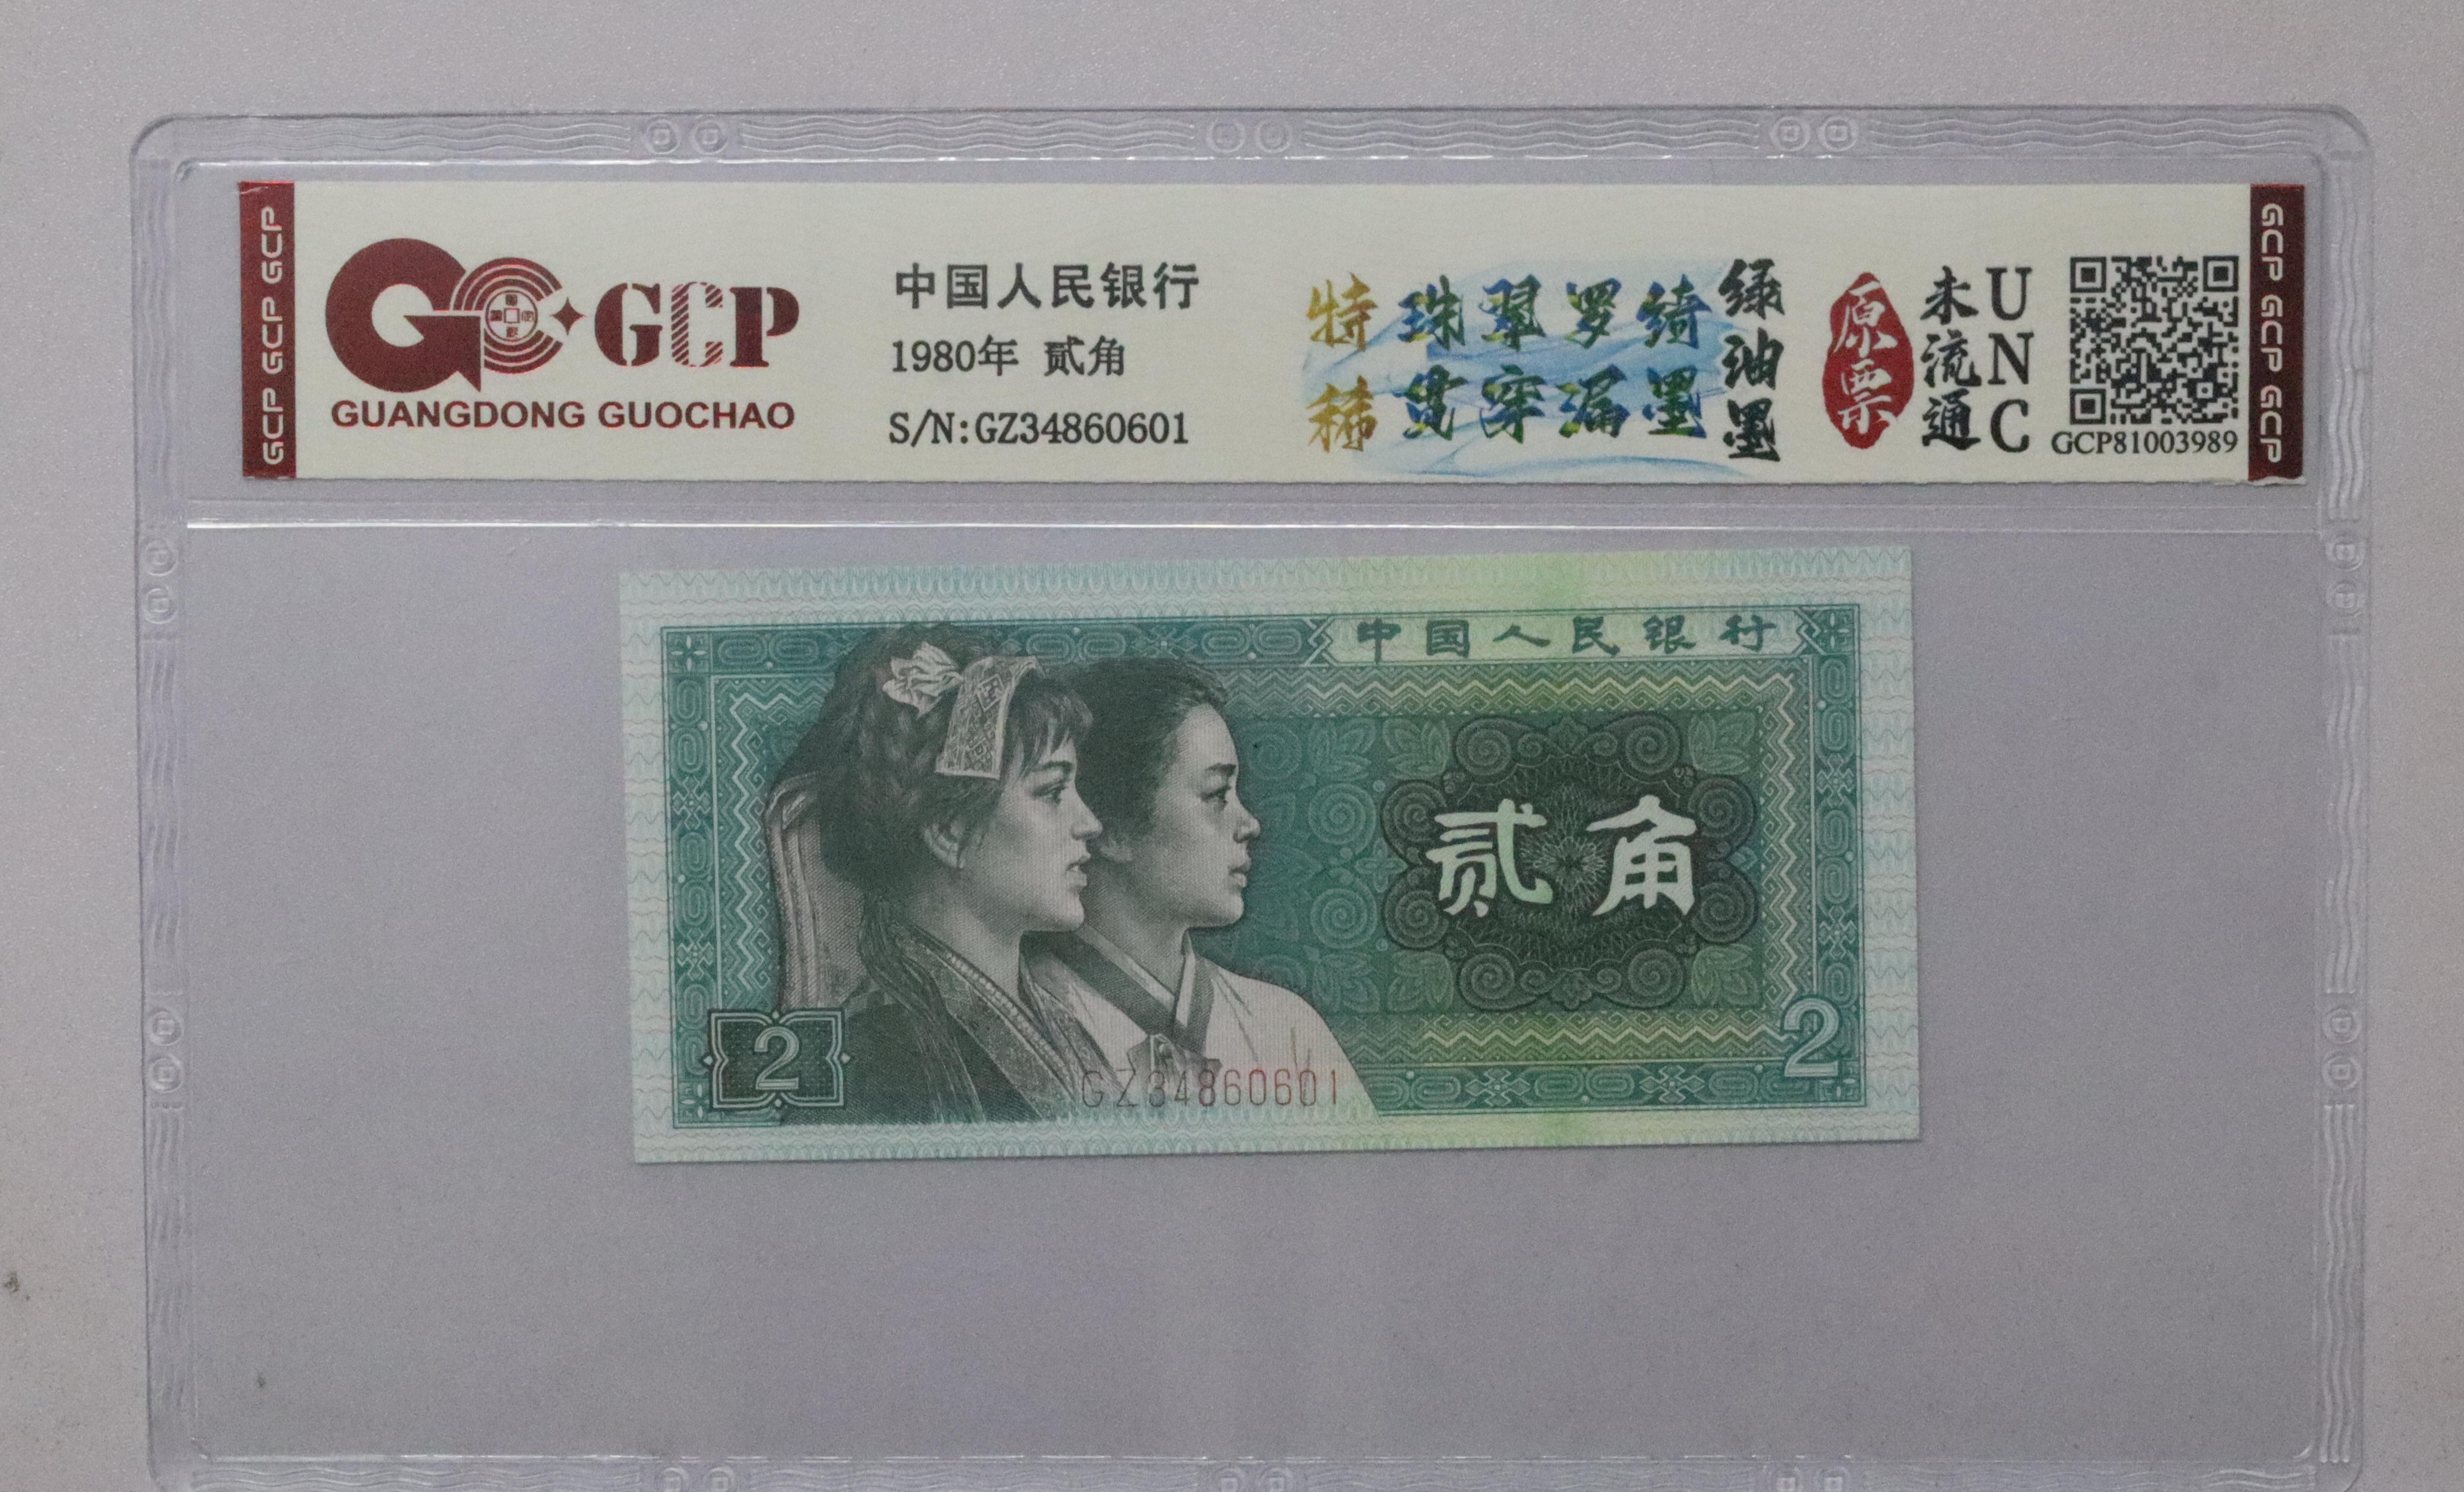 GCP GCP GCP
GCP
GUANGDONG GUOCHAO
中国人民银行
1980年 贰角
S/N:GZ34860601
特稀
珠翠罗绮
贯穿漏墨
绿油墨
原票
未流通
UNC
GCP81003989
GCP GCP GCP
中国人民银行
贰角
2
2
GZ34860601